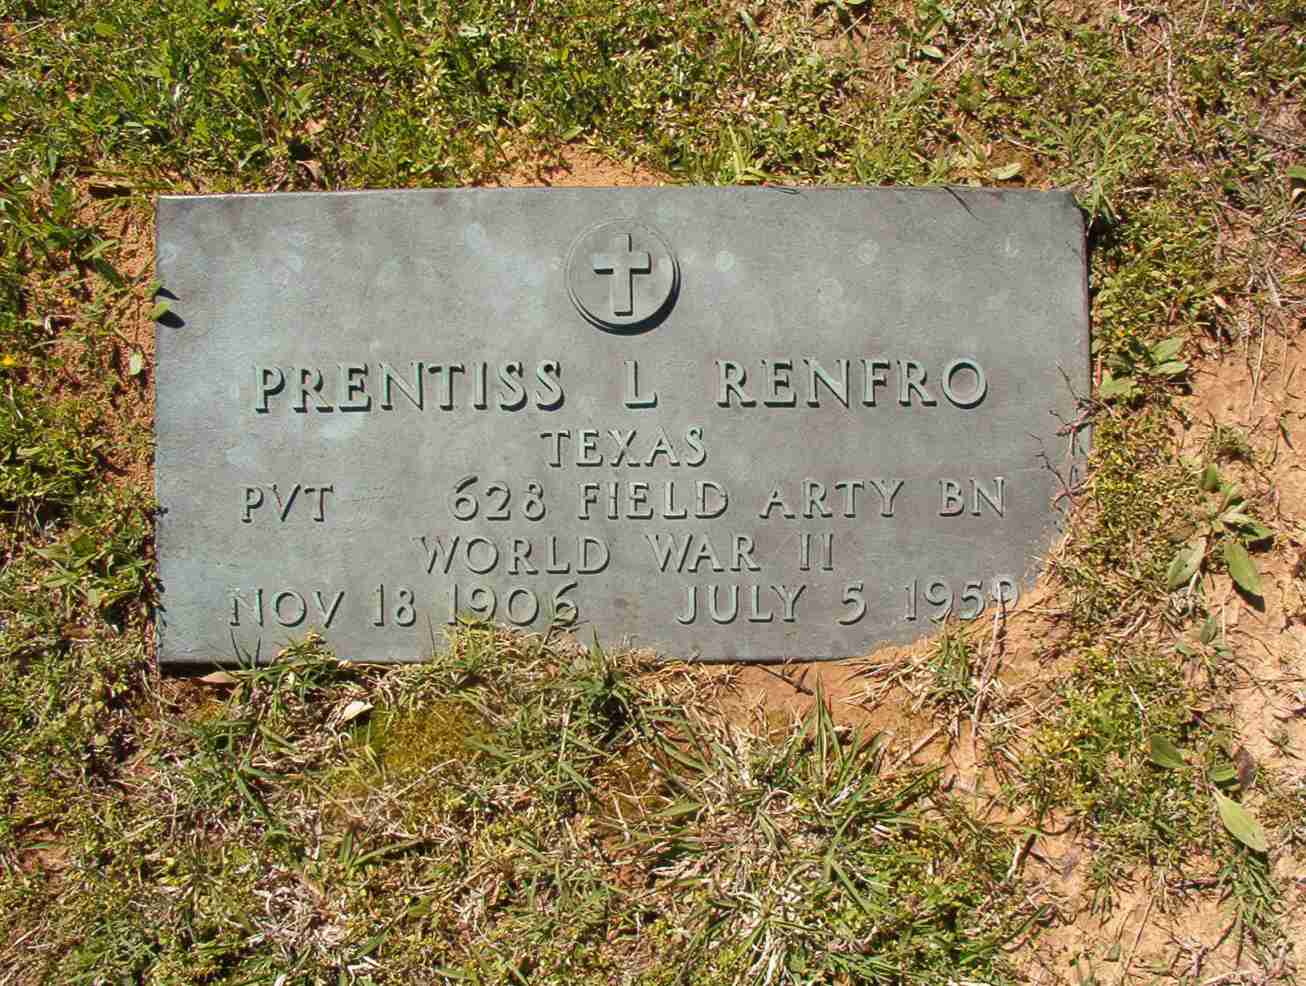 PRENTISS L RENFRO
TEXAS
PVT 628 FIELD ARTY BN
WORLD WAR II
NOV 18 1906 JULY 5 1959